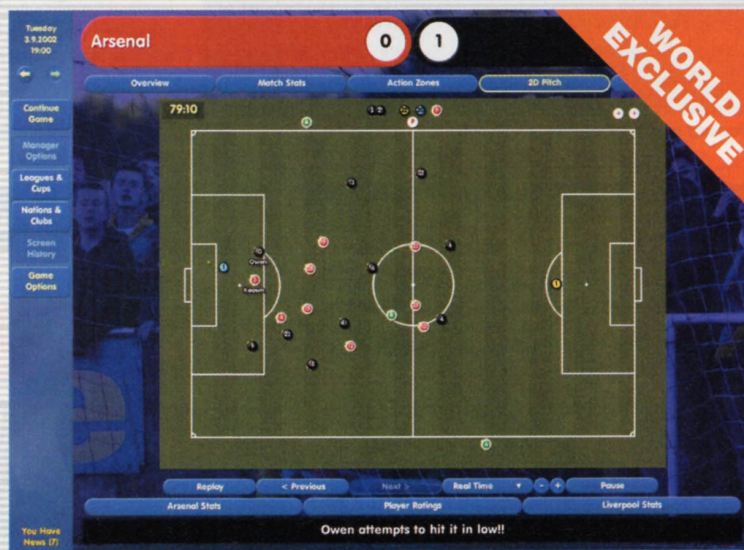 Tuesday
3.9.2002
19:00
Arsenal 0 1
WORLD
EXCLUSIVE
Overview Match Stats Action Zones 2D Pitch
Continue
Game
Manager
Options
Leagues &
Cups
Nations &
Clubs
Screen
History
Game
Options
79:10
Owen
Keown
Replay < Previous Next > Real Time - + Pause
Arsenal Stats Player Ratings Liverpool Stats
Owen attempts to hit it in low!!
You Have
News (7)